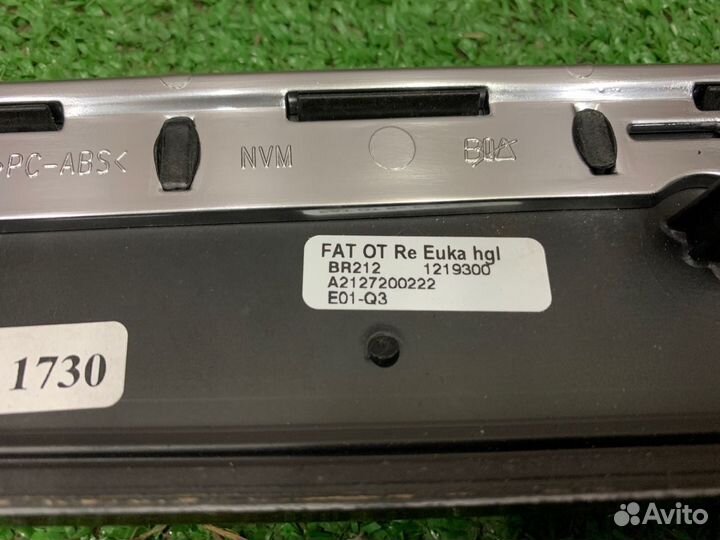 >PC-ABS<
NVM
FAT OT Re Euka hgl
BR212 1219300
A2127200222
E01-Q3
1730
Avito